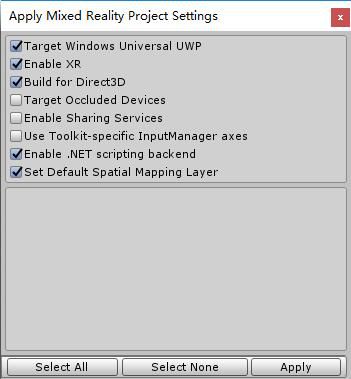 Apply Mixed Reality Project Settings
x
Target Windows Universal UWP
Enable XR
Build for Direct3D
Target Occluded Devices
Enable Sharing Services
Use Toolkit-specific InputManager axes
Enable .NET scripting backend
Set Default Spatial Mapping Layer
Select All
Select None
Apply